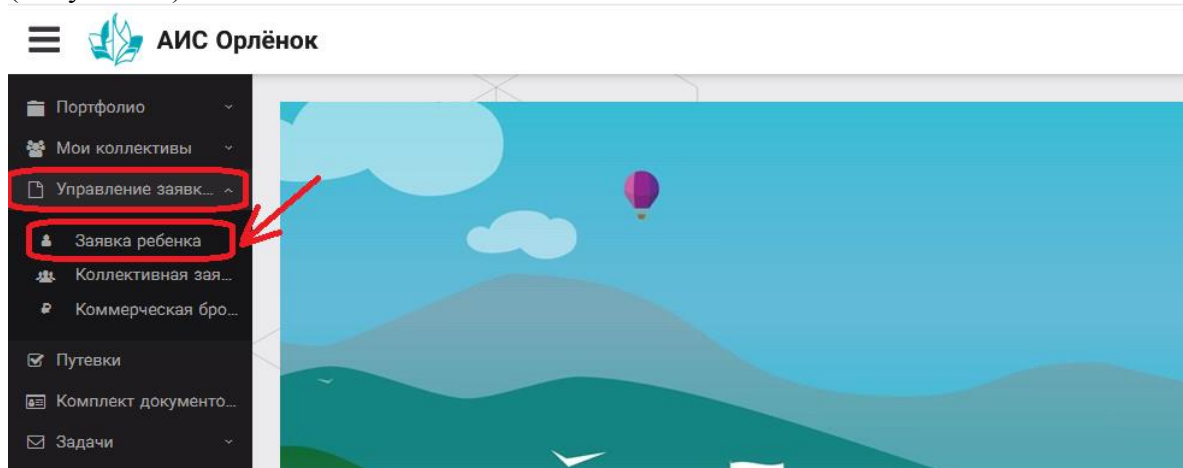 АИС Орлёнок
Портфолио
Мои коллективы
Управление заявк...
Заявка ребенка
Коллективная зая...
Коммерческая бро...
Путевки
Комплект документо...
Задачи